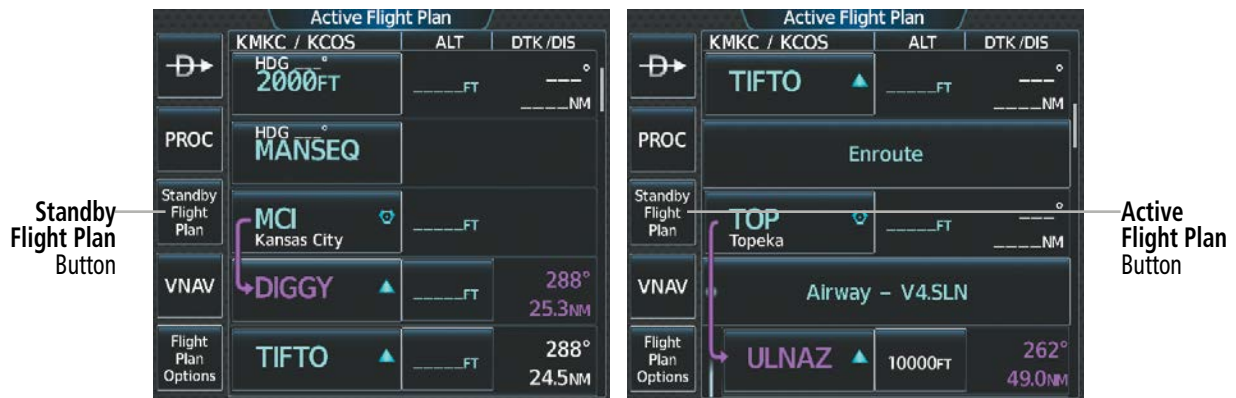 Active Flight Plan
KMKC / KCOS ALT DTK /DIS
HDG ___°
2000FT _____FT ___°
____NM
PROC
HDG ___°
MANSEQ
Standby
Flight
Plan
MCI _____FT
Kansas City
VNAV
DIGGY _____FT 288°
25.3NM
Flight
Plan
Options
TIFTO _____FT 288°
24.5NM
Standby
Flight Plan
Button
Active Flight Plan
KMKC / KCOS ALT DTK /DIS
TIFTO _____FT ___°
____NM
PROC
Enroute
Standby
Flight
Plan
TOP _____FT ___°
Topeka ____NM
VNAV
Airway – V4.SLN
Flight
Plan
Options
ULNAZ 10000FT 262°
49.0NM
Active
Flight Plan
Button